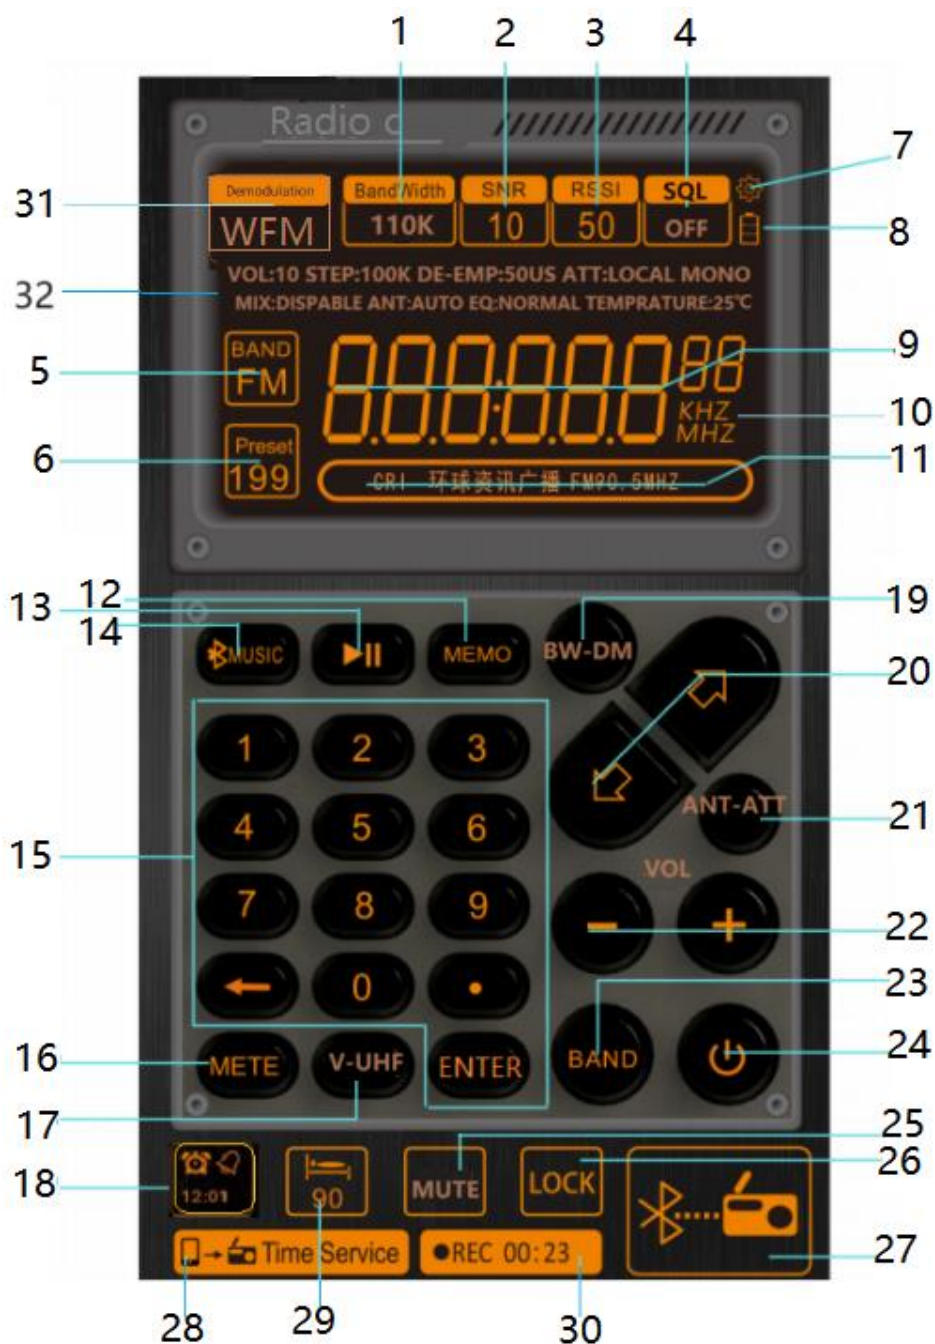 1 2 3 4
Radio c
7
Demodulation BandWidth SNR RSSI SQL
31 WFM 110K 10 50 OFF 8
VOL:10 STEP:100K DE-EMP:50US ATT:LOCAL MONO
32 MIX:DISPABLE ANT:AUTO EQ:NORMAL TEMPRATURE:25℃
BAND 88 9
5 FM 888:888
KHZ 10
MHZ
Preset 11
6 199 CRI 环球资讯广播 FM90.5MHZ
12
13 19
14 MUSIC MEMO BW-DM
20
1 2 3
ANT-ATT
4 5 6 21
15 VOL
7 8 9 22
0 . 23
16 METE V-UHF ENTER BAND 24
17 25
26
18 12:01 90 MUTE LOCK
27
Time Service REC 00:23
28 29 30